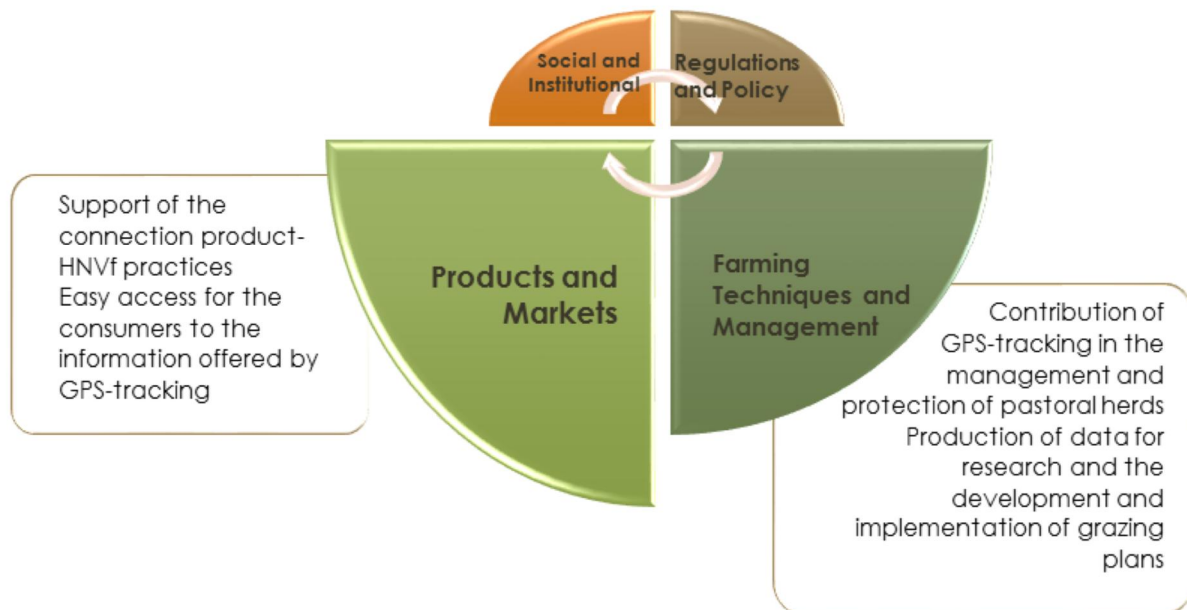 Social and
Institutional
Regulations
and Policy
Support of the
connection product-
HNVf practices
Easy access for the
consumers to the
information offered by
GPS-tracking
Products and
Markets
Farming
Techniques and
Management
Contribution of
GPS-tracking in the
management and
protection of pastoral herds
Production of data for
research and the
development and
implementation of grazing
plans